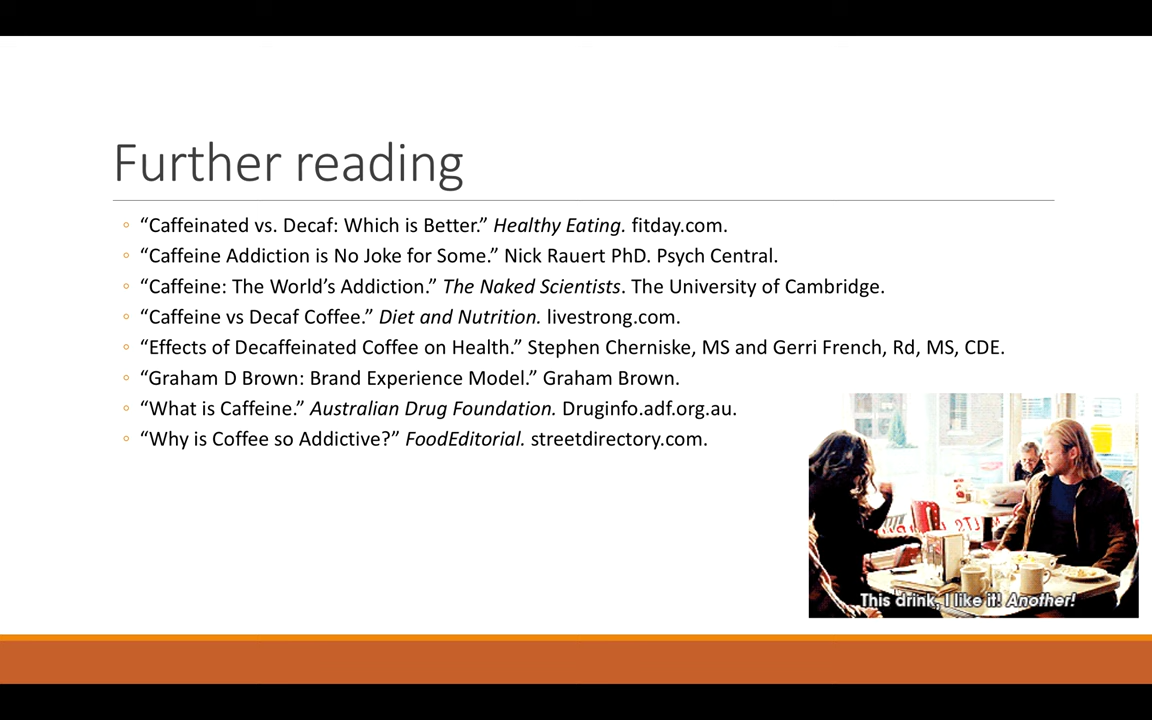 Further reading
◦ “Caffeinated vs. Decaf: Which is Better.” Healthy Eating. fitday.com.
◦ “Caffeine Addiction is No Joke for Some.” Nick Rauert PhD. Psych Central.
◦ “Caffeine: The World’s Addiction.” The Naked Scientists. The University of Cambridge.
◦ “Caffeine vs Decaf Coffee.” Diet and Nutrition. livestrong.com.
◦ “Effects of Decaffeinated Coffee on Health.” Stephen Cherniske, MS and Gerri French, Rd, MS, CDE.
◦ “Graham D Brown: Brand Experience Model.” Graham Brown.
◦ “What is Caffeine.” Australian Drug Foundation. Druginfo.adf.org.au.
◦ “Why is Coffee so Addictive?” FoodEditorial. streetdirectory.com.
This drink, I like it! Another!